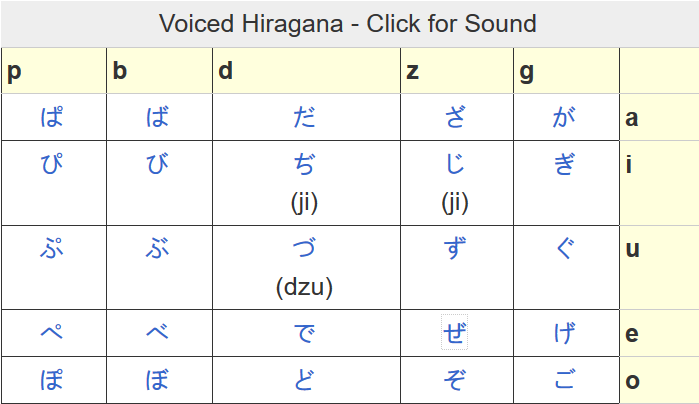 Voiced Hiragana - Click for Sound
p b d z g
ぱ ば だ ざ が a
ぴ び ぢ じ ぎ i
(ji) (ji)
ぷ ぶ づ ず ぐ u
(dzu)
ぺ べ で ぜ げ e
ぽ ぼ ど ぞ ご o